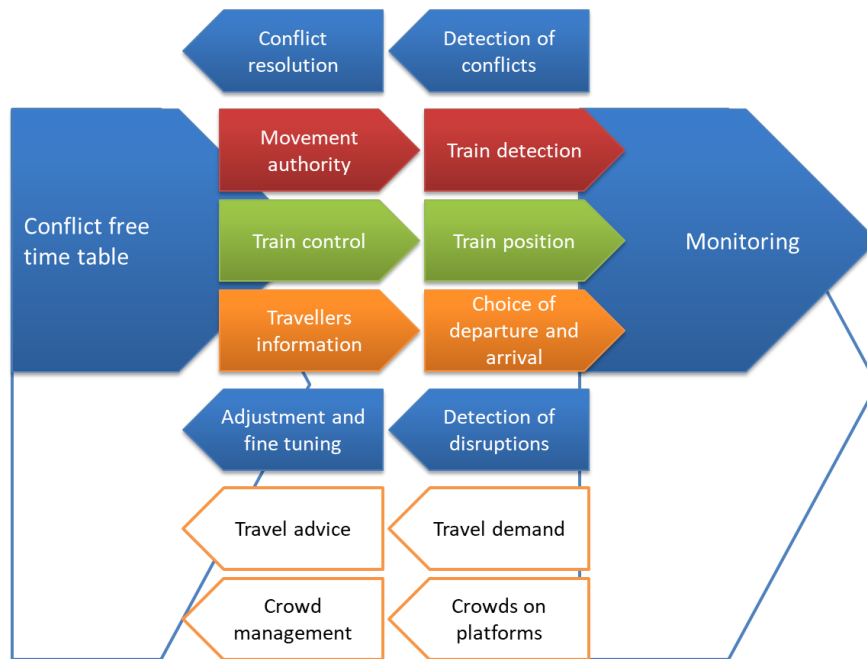 Conflict
resolution
Detection of
conflicts
Movement
authority
Train detection
Conflict free
time table
Train control
Train position
Monitoring
Travellers
information
Choice of
departure and
arrival
Adjustment and
fine tuning
Detection of
disruptions
Travel advice
Travel demand
Crowd
management
Crowds on
platforms